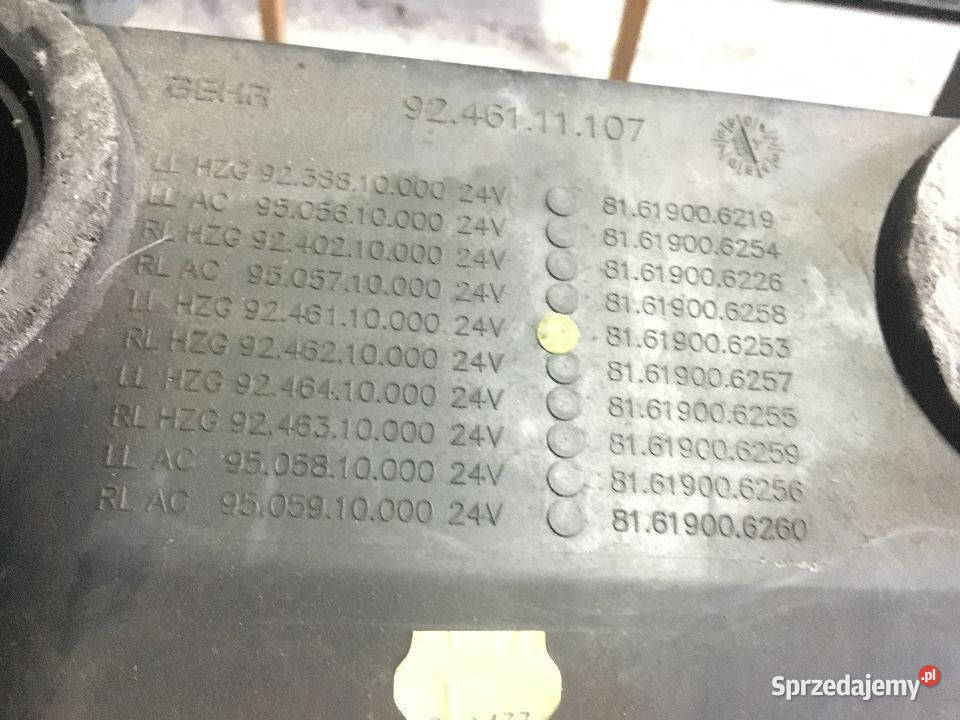 BEHR 92.461.11.107
LL HZG 92.388.10.000 24V 81.61900.6219
LL AC 95.056.10.000 24V 81.61900.6254
RL HZG 92.402.10.000 24V 81.61900.6226
RL AC 95.057.10.000 24V 81.61900.6258
LL HZG 92.461.10.000 24V 81.61900.6253
RL HZG 92.462.10.000 24V 81.61900.6257
LL HZG 92.464.10.000 24V 81.61900.6255
RL HZG 92.463.10.000 24V 81.61900.6259
LL AC 95.058.10.000 24V 81.61900.6256
RL AC 95.059.10.000 24V 81.61900.6260
Sprzedajemy.pl